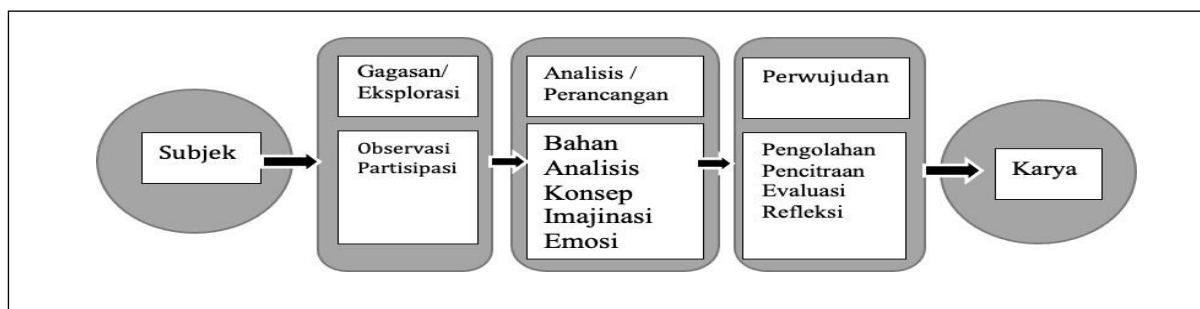 Subjek
Gagasan/
Eksplorasi
Observasi
Partisipasi
Analisis /
Perancangan
Bahan
Analisis
Konsep
Imajinasi
Emosi
Perwujudan
Pengolahan
Pencitraan
Evaluasi
Refleksi
Karya